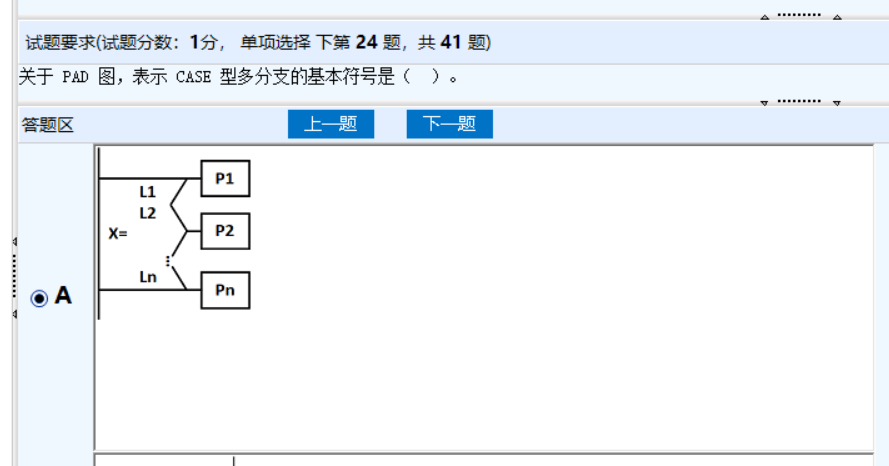 试题要求(试题分数：1分， 单项选择 下第 24 题，共 41 题)
关于 PAD 图，表示 CASE 型多分支的基本符号是（ ）。
答题区 上一题 下一题
P1
L1
L2
X= P2
Ln
Pn
A